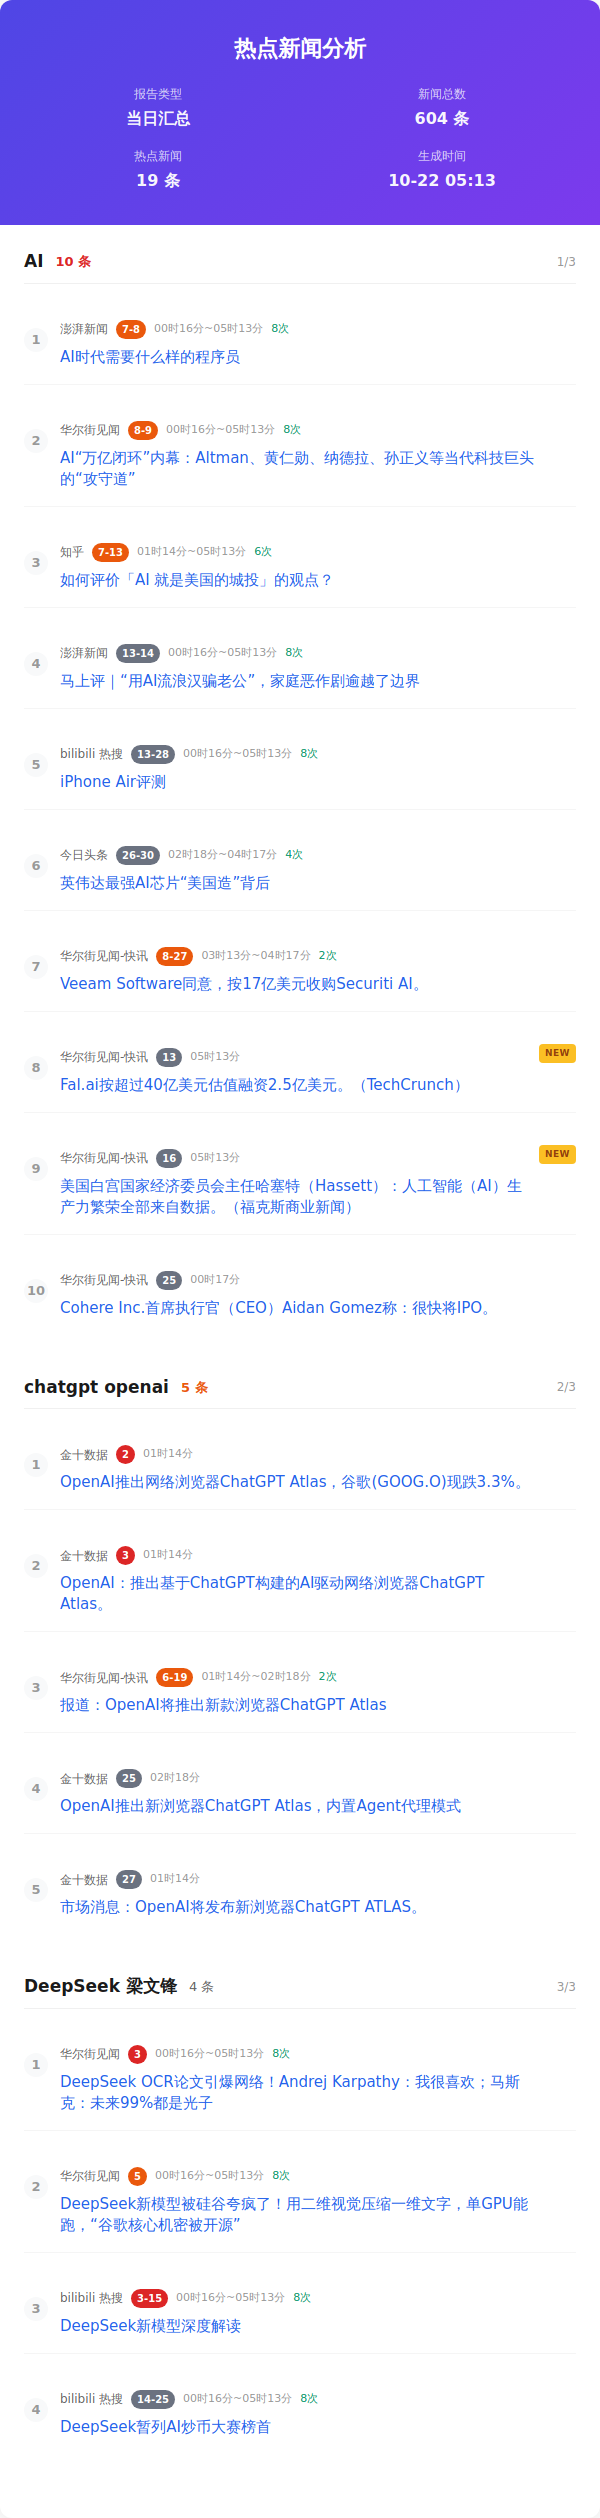 热点新闻分析
报告类型
当日汇总
新闻总数
604 条
热点新闻
19 条
生成时间
10-22 05:13
AI 10 条 1/3
1
澎湃新闻 7-8 00时16分~05时13分 8次
AI时代需要什么样的程序员
2
华尔街见闻 8-9 00时16分~05时13分 8次
AI“万亿闭环”内幕：Altman、黄仁勋、纳德拉、孙正义等当代科技巨头
的“攻守道”
3
知乎 7-13 01时14分~05时13分 6次
如何评价「AI 就是美国的城投」的观点？
4
澎湃新闻 13-14 00时16分~05时13分 8次
马上评｜“用AI流浪汉骗老公”，家庭恶作剧逾越了边界
5
bilibili 热搜 13-28 00时16分~05时13分 8次
iPhone Air评测
6
今日头条 26-30 02时18分~04时17分 4次
英伟达最强AI芯片“美国造”背后
7
华尔街见闻-快讯 8-27 03时13分~04时17分 2次
Veeam Software同意，按17亿美元收购Securiti AI。
8
华尔街见闻-快讯 13 05时13分 NEW
Fal.ai按超过40亿美元估值融资2.5亿美元。（TechCrunch）
9
华尔街见闻-快讯 16 05时13分 NEW
美国白宫国家经济委员会主任哈塞特（Hassett）：人工智能（AI）生
产力繁荣全部来自数据。（福克斯商业新闻）
10
华尔街见闻-快讯 25 00时17分
Cohere Inc.首席执行官（CEO）Aidan Gomez称：很快将IPO。
chatgpt openai 5 条 2/3
1
金十数据 2 01时14分
OpenAI推出网络浏览器ChatGPT Atlas，谷歌(GOOG.O)现跌3.3%。
2
金十数据 3 01时14分
OpenAI：推出基于ChatGPT构建的AI驱动网络浏览器ChatGPT
Atlas。
3
华尔街见闻-快讯 6-19 01时14分~02时18分 2次
报道：OpenAI将推出新款浏览器ChatGPT Atlas
4
金十数据 25 02时18分
OpenAI推出新浏览器ChatGPT Atlas，内置Agent代理模式
5
金十数据 27 01时14分
市场消息：OpenAI将发布新浏览器ChatGPT ATLAS。
DeepSeek 梁文锋 4 条 3/3
1
华尔街见闻 3 00时16分~05时13分 8次
DeepSeek OCR论文引爆网络！Andrej Karpathy：我很喜欢；马斯
克：未来99%都是光子
2
华尔街见闻 5 00时16分~05时13分 8次
DeepSeek新模型被硅谷夸疯了！用二维视觉压缩一维文字，单GPU能
跑，“谷歌核心机密被开源”
3
bilibili 热搜 3-15 00时16分~05时13分 8次
DeepSeek新模型深度解读
4
bilibili 热搜 14-25 00时16分~05时13分 8次
DeepSeek暂列AI炒币大赛榜首